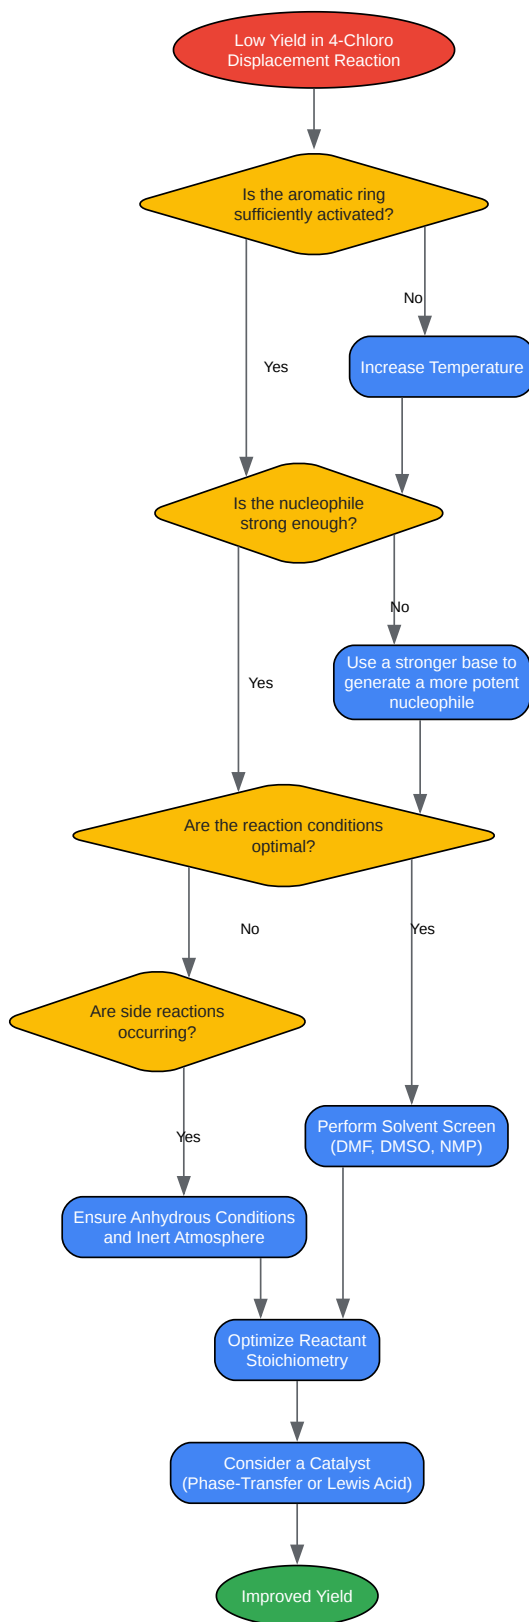 Low Yield in 4-Chloro
Displacement Reaction
Is the aromatic ring
sufficiently activated?
No
Yes
Increase Temperature
Is the nucleophile
strong enough?
No
Yes
Use a stronger base to
generate a more potent
nucleophile
Are the reaction conditions
optimal?
No
Yes
Are side reactions
occurring?
Yes
Perform Solvent Screen
(DMF, DMSO, NMP)
Ensure Anhydrous Conditions
and Inert Atmosphere
Optimize Reactant
Stoichiometry
Consider a Catalyst
(Phase-Transfer or Lewis Acid)
Improved Yield